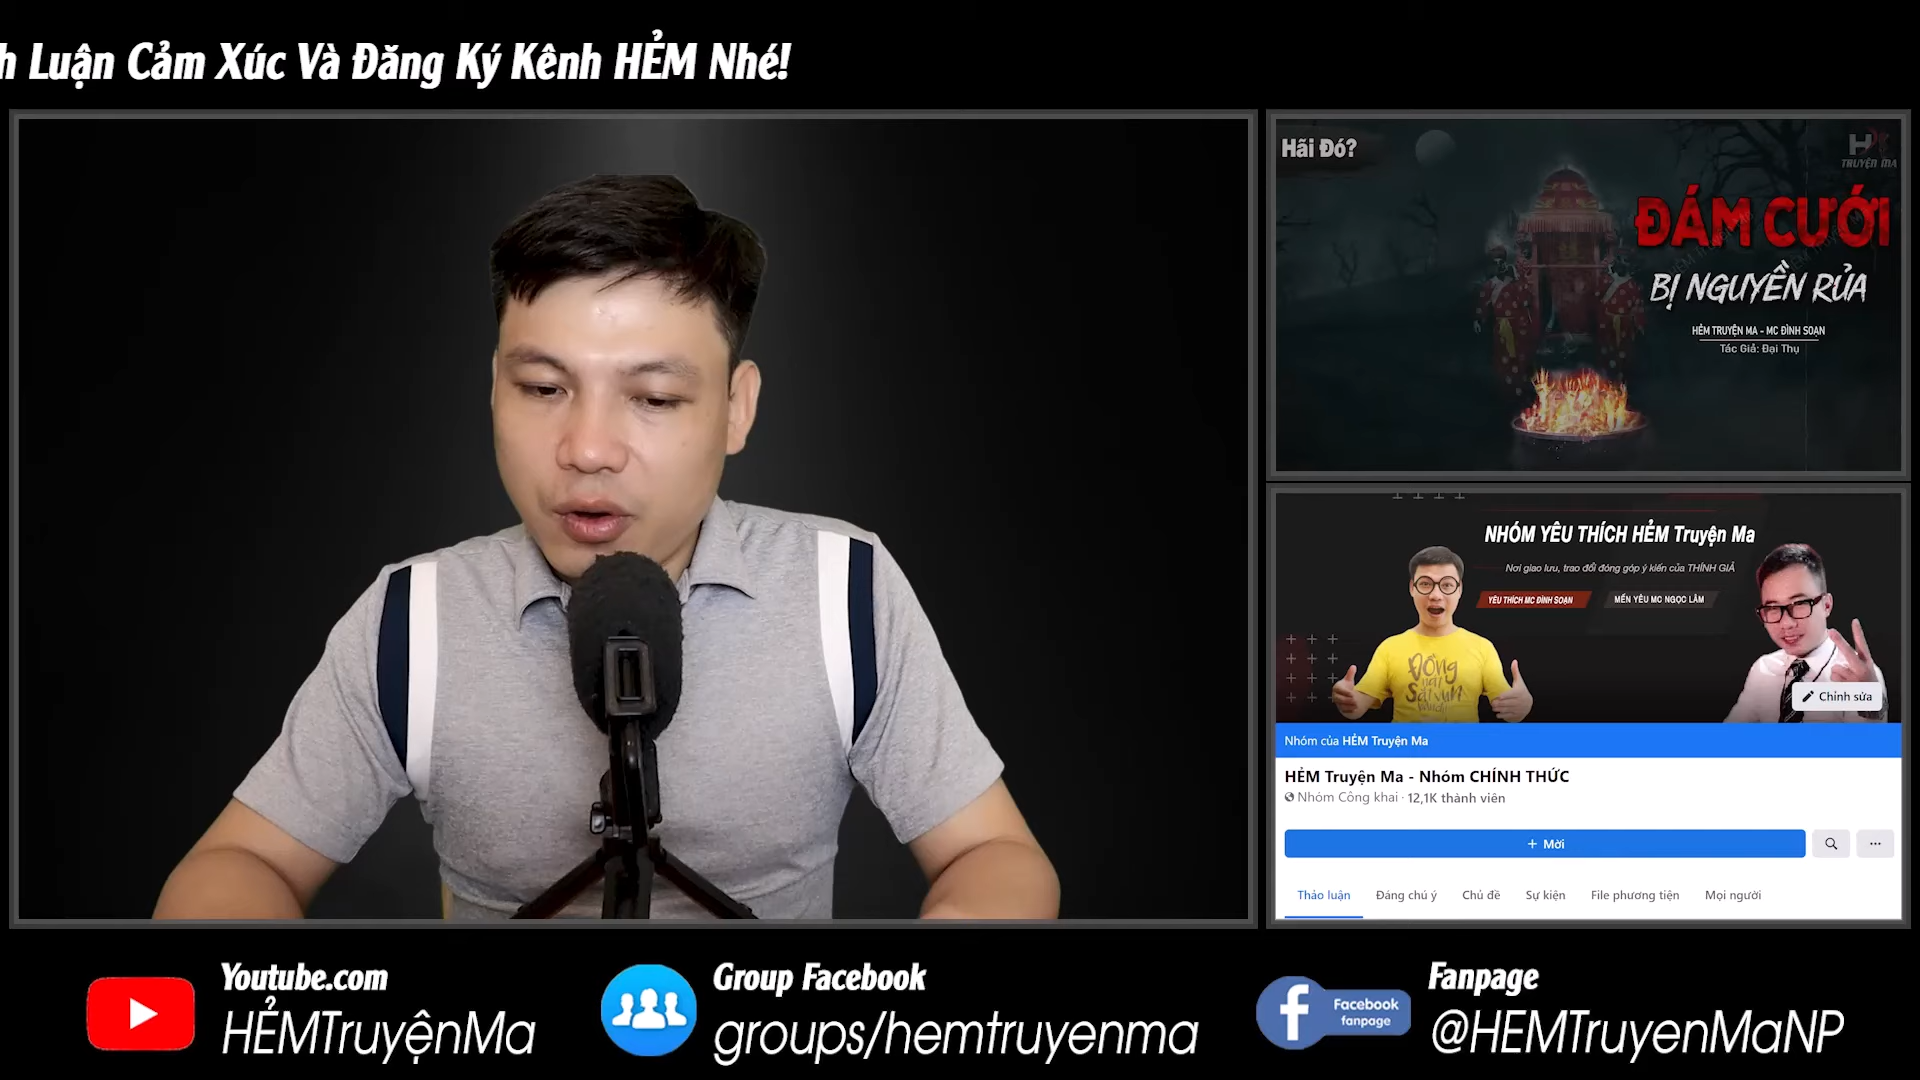 h Luận Cảm Xúc Và Đăng Ký Kênh HẺM Nhé!
Hãi Đó?
TRUYỆN MA
ĐÁM CƯỚI
BỊ NGUYỀN RỦA
HẺM TRUYỆN MA - MC ĐÌNH SOẠN
Tác Giả: Đại Thụ
NHÓM YÊU THÍCH HẺM Truyện Ma
Nơi giao lưu, trao đổi đóng góp ý kiến của THÍNH GIẢ
YÊU THÍCH MC ĐÌNH SOẠN
MẾN YÊU MC NGỌC LÂM
Chỉnh sửa
Nhóm của HẺM Truyện Ma
HẺM Truyện Ma - Nhóm CHÍNH THỨC
Nhóm Công khai · 12,1K thành viên
+ Mời
Thảo luận Đáng chú ý Chủ đề Sự kiện File phương tiện Mọi người
Youtube.com
HẺMTruyệnMa
Group Facebook
groups/hemtruyenma
Facebook
fanpage
Fanpage
@HEMTruyenMaNP